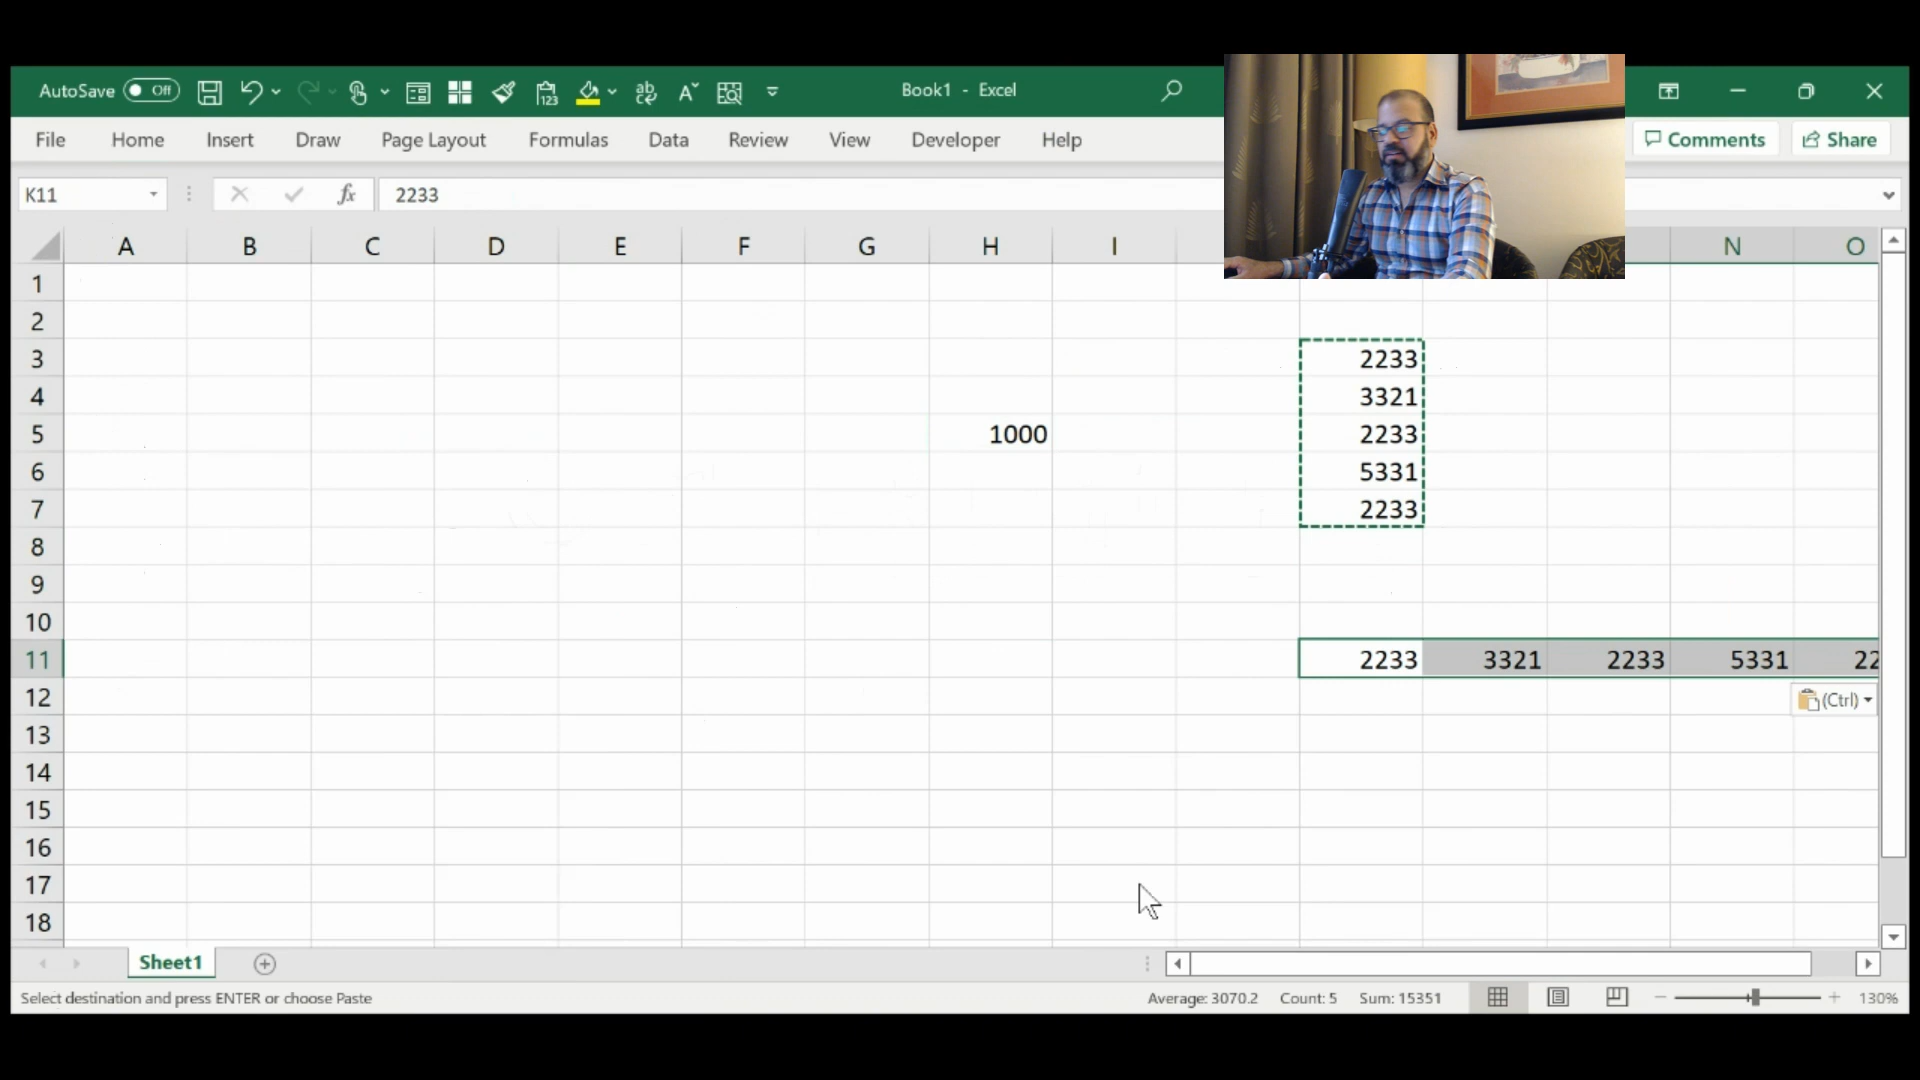 AutoSave Off Book1 - Excel
File Home Insert Draw Page Layout Formulas Data Review View Developer Help Comments Share
K11 fx 2233
A B C D E F G H I N O
1
2
3 2233
4 3321
5 1000 2233
6 5331
7 2233
8
9
10
11 2233 3321 2233 5331 22
12 (Ctrl)
13
14
15
16
17
18
Sheet1
Select destination and press ENTER or choose Paste Average: 3070.2 Count: 5 Sum: 15351 130%